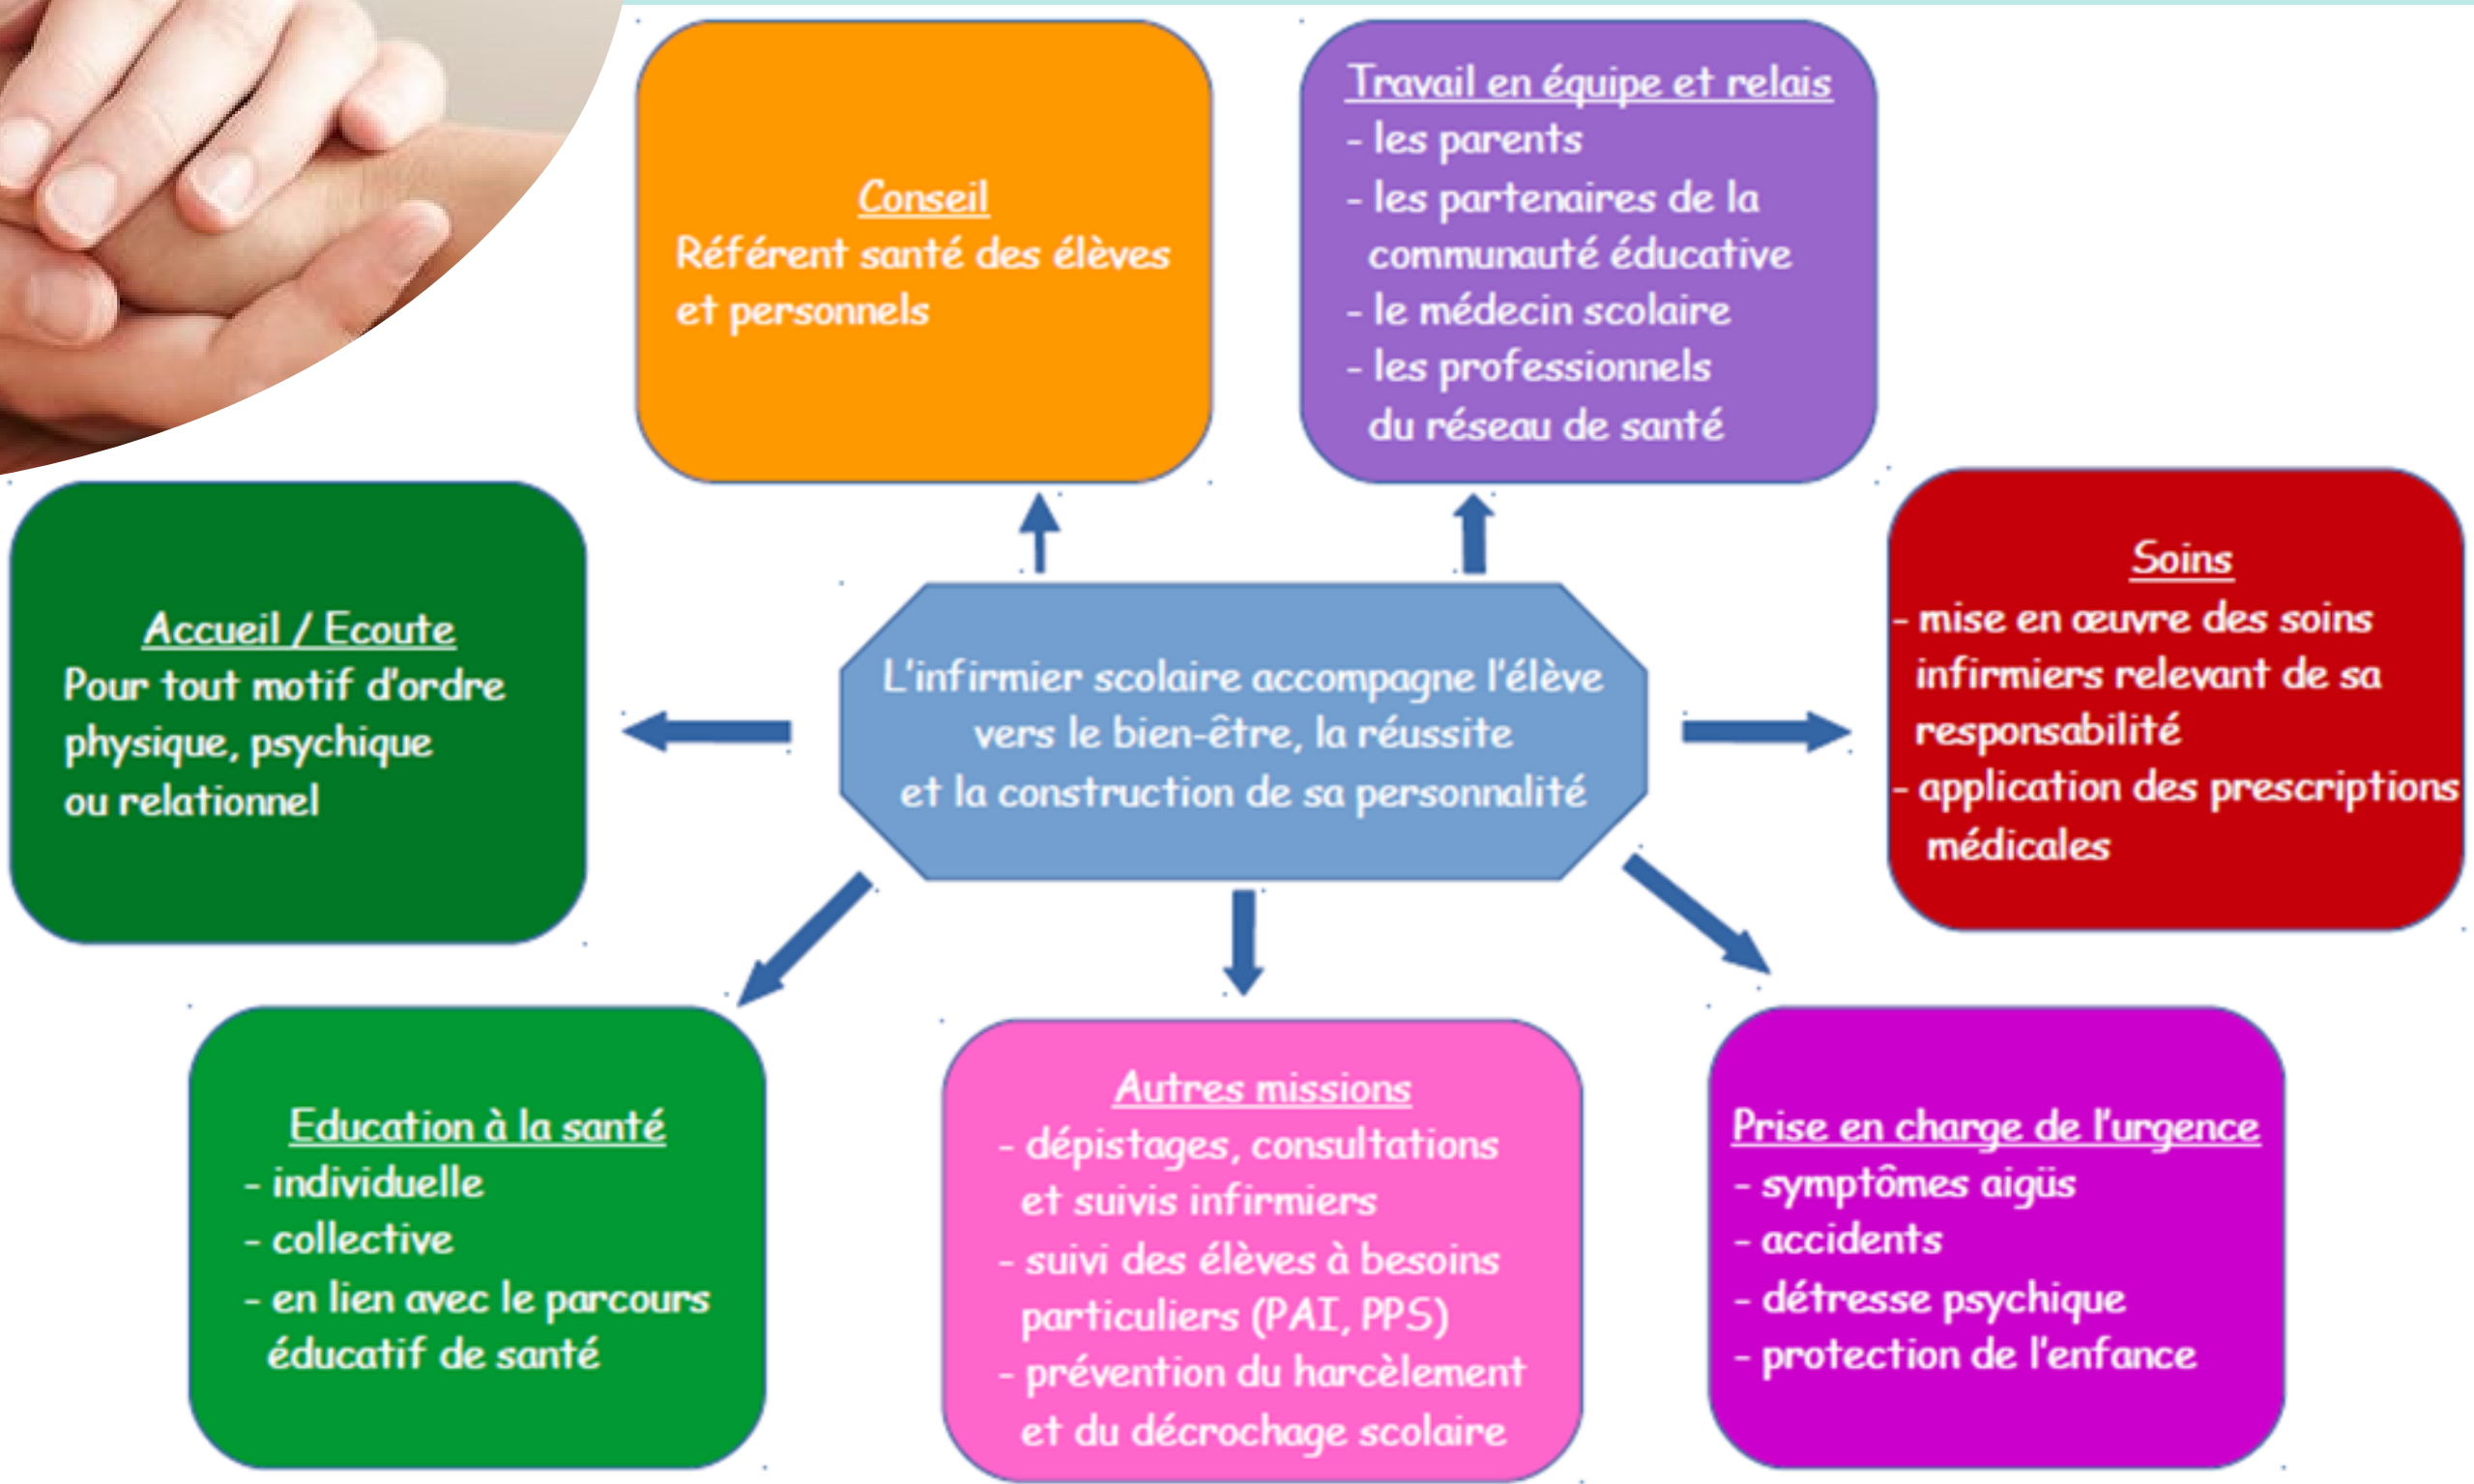 Conseil
Référent santé des élèves
et personnels
Travail en équipe et relais
- les parents
- les partenaires de la
communauté éducative
- le médecin scolaire
- les professionnels
du réseau de santé
Accueil / Ecoute
Pour tout motif d'ordre
physique, psychique
ou relationnel
L'infirmier scolaire accompagne l'élève
vers le bien-être, la réussite
et la construction de sa personnalité
Soins
- mise en œuvre des soins
infirmiers relevant de sa
responsabilité
- application des prescriptions
médicales
Education à la santé
- individuelle
- collective
- en lien avec le parcours
éducatif de santé
Autres missions
- dépistages, consultations
et suivis infirmiers
- suivi des élèves à besoins
particuliers (PAI, PPS)
- prévention du harcèlement
et du décrochage scolaire
Prise en charge de l'urgence
- symptômes aigüs
- accidents
- détresse psychique
- protection de l'enfance